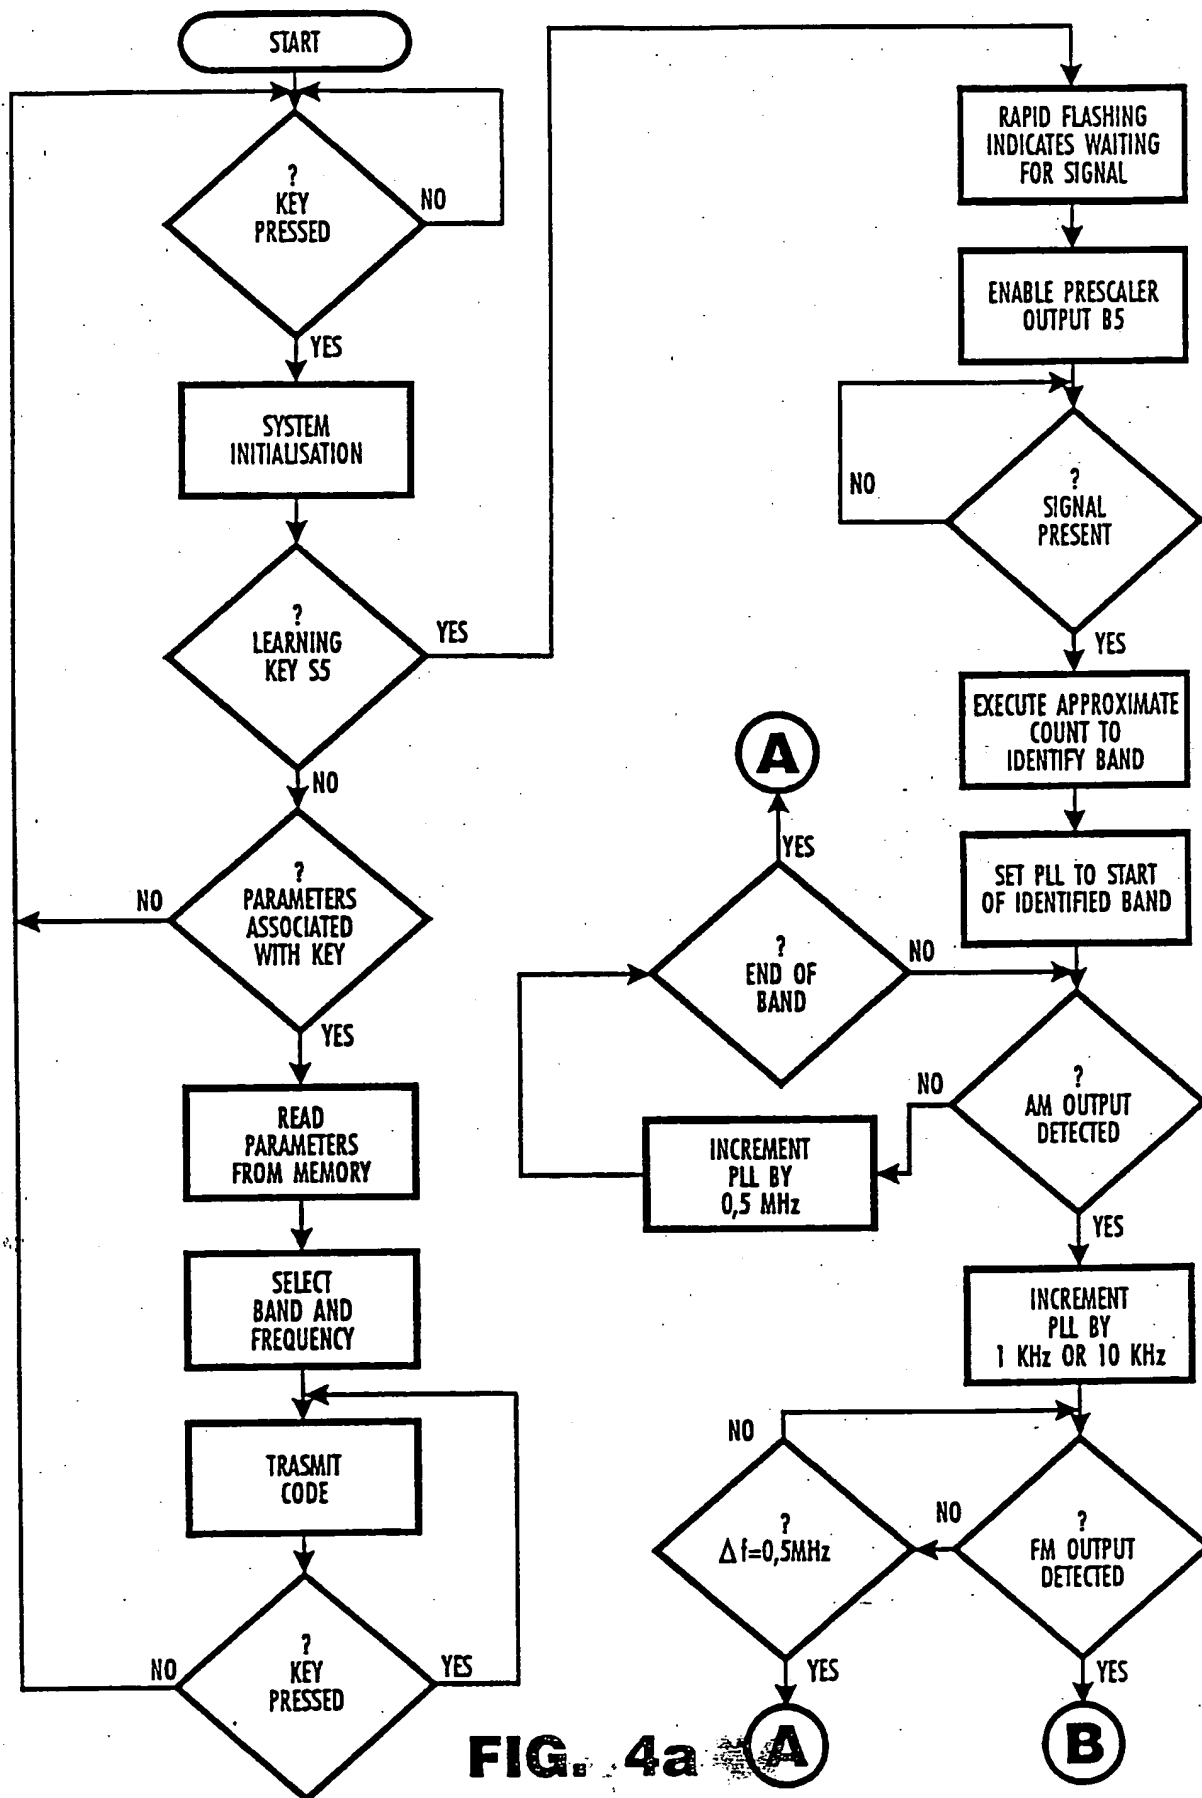 START
?
KEY
PRESSED
NO
YES
SYSTEM
INITIALISATION
?
LEARNING
KEY S5
YES
NO
?
PARAMETERS
ASSOCIATED
WITH KEY
NO
YES
READ
PARAMETERS
FROM MEMORY
SELECT
BAND AND
FREQUENCY
TRASMIT
CODE
?
KEY
PRESSED
NO
YES
RAPID FLASHING
INDICATES WAITING
FOR SIGNAL
ENABLE PRESCALER
OUTPUT B5
?
SIGNAL
PRESENT
NO
YES
EXECUTE APPROXIMATE
COUNT TO
IDENTIFY BAND
SET PLL TO START
OF IDENTIFIED BAND
A
YES
?
END OF
BAND
NO
?
AM OUTPUT
DETECTED
NO
INCREMENT
PLL BY
0,5 MHz
YES
INCREMENT
PLL BY
1 KHz OR 10 KHz
?
FM OUTPUT
DETECTED
NO
?
Δf=0,5MHz
NO
YES
A
YES
B
FIG. 4a